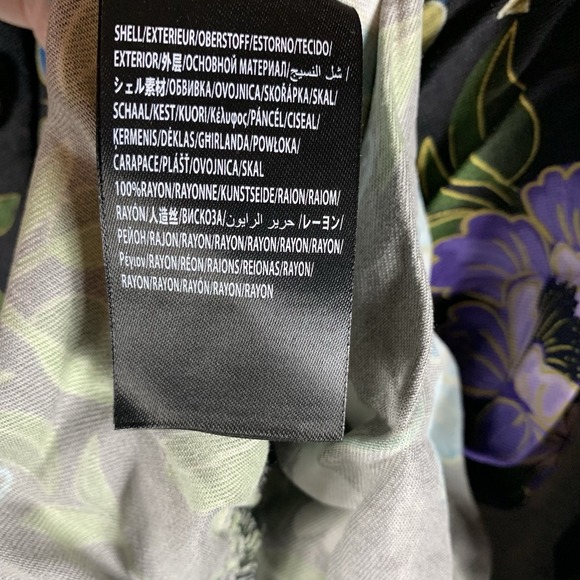 SHELL/EXTERIEUR/OBERSTOFF/ESTORNO/TECIDO/
EXTERIOR/外层/ОСНОВНОЙ МАТЕРИАЛ/شل النسيج/
シェル素材/ОБВИВКА/OVOJNICA/SKOŘÁPKA/SKAL/
SCHAAL/KEST/KUORI/Κέλυφος/PÁNCÉL/CISEAL/
ĶERMENIS/DĖKLAS/GHIRLANDA/POWŁOKA/
CARAPACE/PLÁŠŤ/OVOJNICA/SKAL
100%RAYON/RAYONNE/KUNSTSEIDE/RAION/RAIOM/
RAYÓN/人造丝/ВИСКОЗА/حرير الرايون/レーヨン/
РЕЙОН/RAJON/RAYON/RAYON/RAYON/RAYON/
Ρεγιον/RAYON/RÉON/RAIONS/REIONAS/RAYON/
RAYON/RAYON/RAYON/RAYON/RAYON